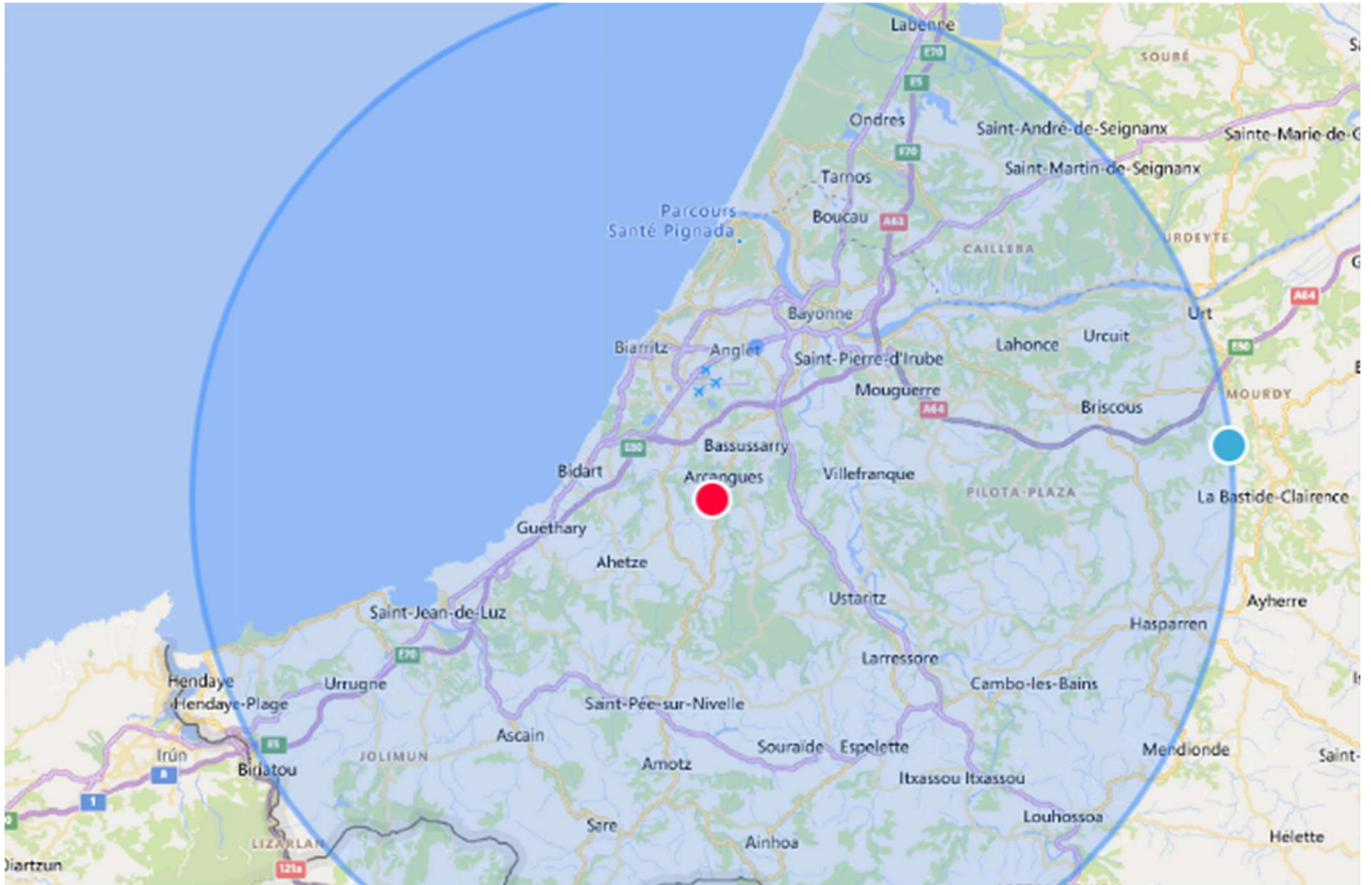 Labenne
E70
SOUBÉ
E5
Ondres
Saint-André-de-Seignanx
Sainte-Marie-de-G
E70
Saint-Martin-de-Seignanx
Tarnos
Parcours
Santé Pignada
Boucau
A63
CAILLEBA
URDEYTE
A64
Bayonne
Urt
Biarritz
Anglet
Lahonce
Urcuit
E80
Saint-Pierre-d'Irube
Mouguerre
MOURDY
A64
Briscous
E80
Bassussarry
Bidart
Arcangues
Villefranque
PILOTA-PLAZA
La Bastide-Clairence
Guéthary
Ahetze
Ustaritz
Ayherre
Saint-Jean-de-Luz
Hasparren
E70
Larressore
Hendaye
Urrugne
Cambo-les-Bains
Hendaye-Plage
Saint-Pée-sur-Nivelle
Ascain
E5
Souraïde
Espelette
Mendionde
Irún
JOLIMUN
Saint-
Amotz
Biriatou
8
Itxassou
Itxassou
1
Louhossoa
Sare
Hélette
LIZARLAN
Ainhoa
Diartzun
121a